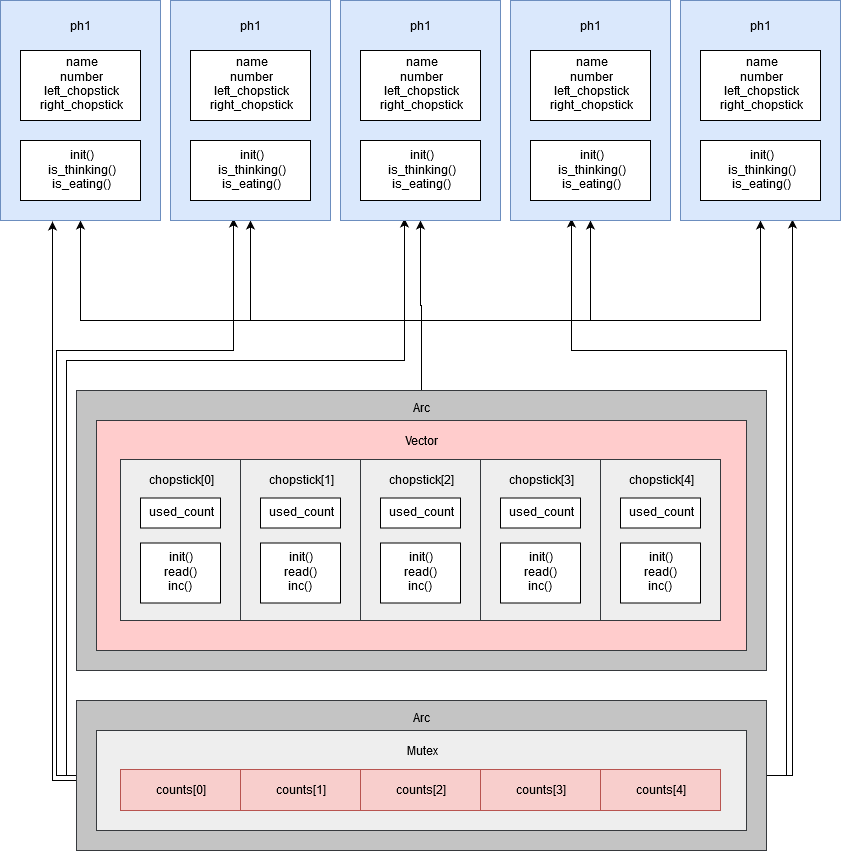 ph1
name
number
left_chopstick
right_chopstick
init()
is_thinking()
is_eating()
ph1
name
number
left_chopstick
right_chopstick
init()
is_thinking()
is_eating()
ph1
name
number
left_chopstick
right_chopstick
init()
is_thinking()
is_eating()
ph1
name
number
left_chopstick
right_chopstick
init()
is_thinking()
is_eating()
ph1
name
number
left_chopstick
right_chopstick
init()
is_thinking()
is_eating()
Arc
Vector
chopstick[0]
used_count
init()
read()
inc()
chopstick[1]
used_count
init()
read()
inc()
chopstick[2]
used_count
init()
read()
inc()
chopstick[3]
used_count
init()
read()
inc()
chopstick[4]
used_count
init()
read()
inc()
Arc
Mutex
counts[0]
counts[1]
counts[2]
counts[3]
counts[4]